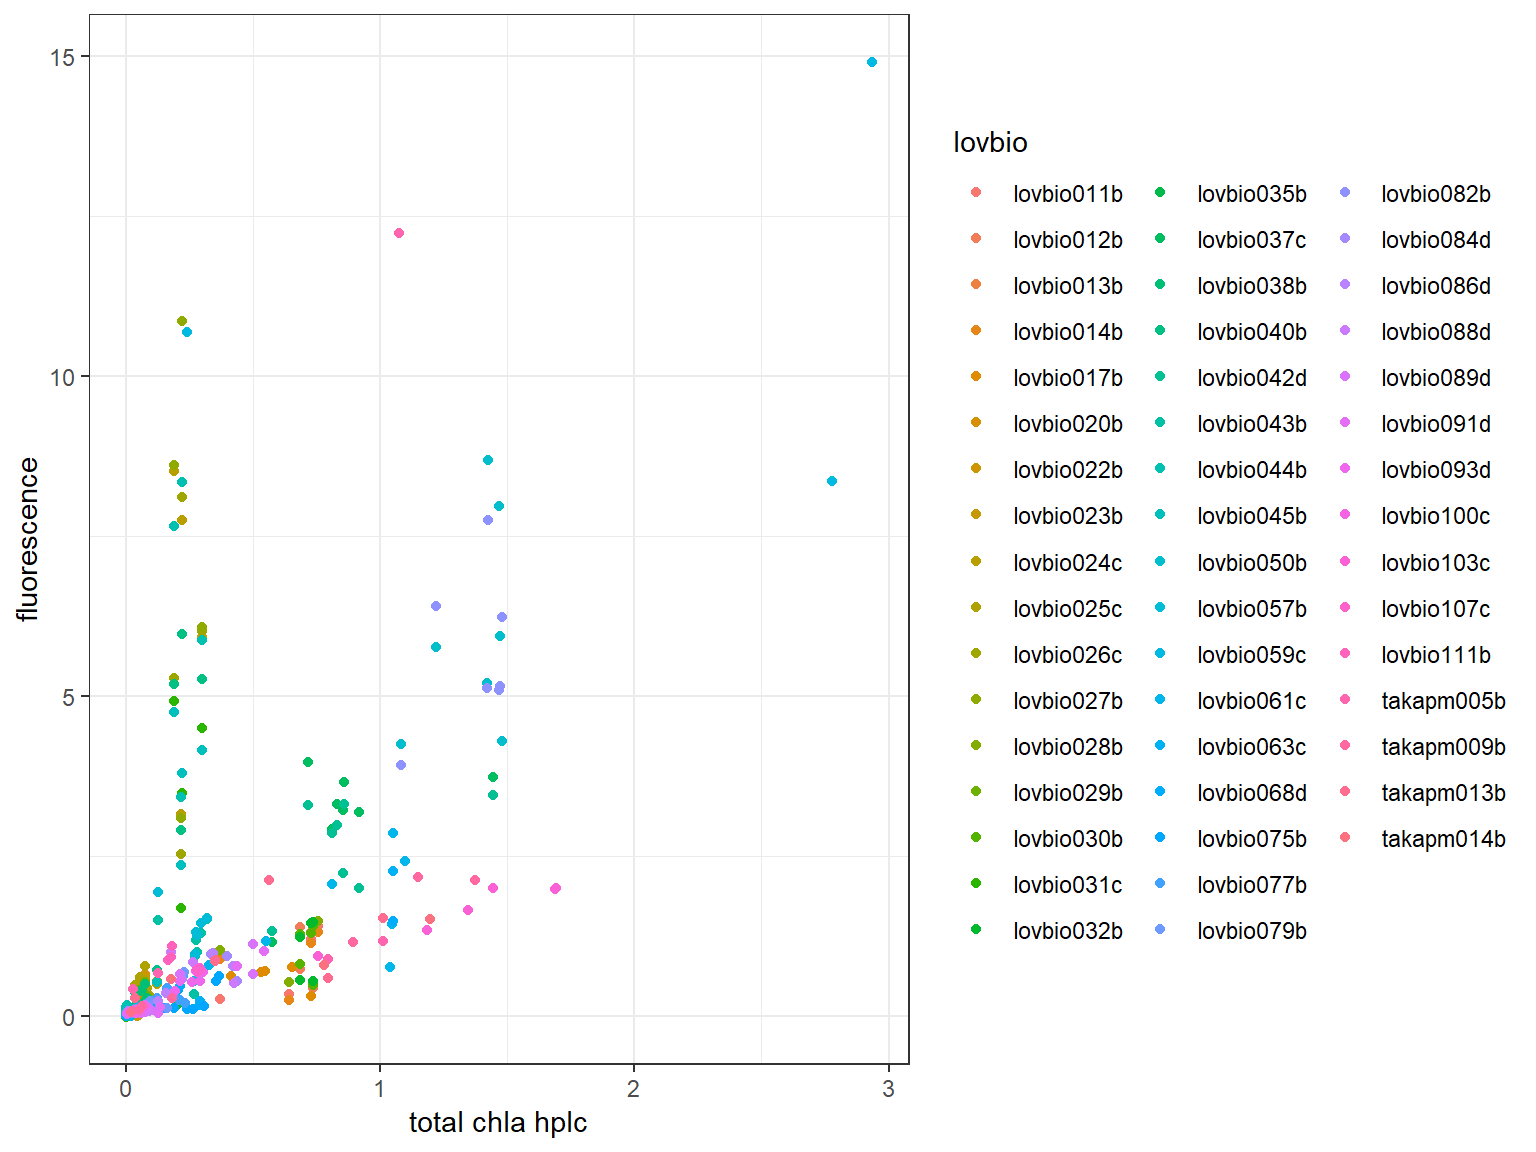 15
10
5
0
fluorescence
0 1 2 3
total chla hplc
lovbio
lovbio011b lovbio035b lovbio082b
lovbio012b lovbio037c lovbio084d
lovbio013b lovbio038b lovbio086d
lovbio014b lovbio040b lovbio088d
lovbio017b lovbio042d lovbio089d
lovbio020b lovbio043b lovbio091d
lovbio022b lovbio044b lovbio093d
lovbio023b lovbio045b lovbio100c
lovbio024c lovbio050b lovbio103c
lovbio025c lovbio057b lovbio107c
lovbio026c lovbio059c lovbio111b
lovbio027b lovbio061c takapm005b
lovbio028b lovbio063c takapm009b
lovbio029b lovbio068d takapm013b
lovbio030b lovbio075b takapm014b
lovbio031c lovbio077b
lovbio032b lovbio079b